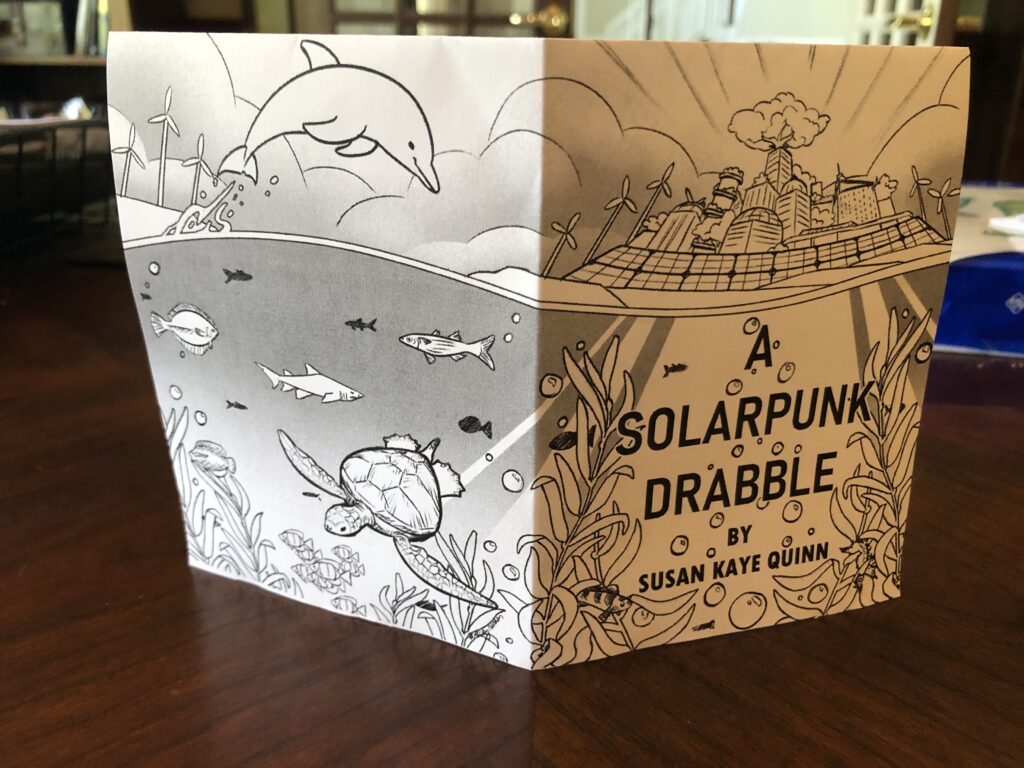 A
SOLARPUNK
DRABBLE
BY
SUSAN KAYE QUINN